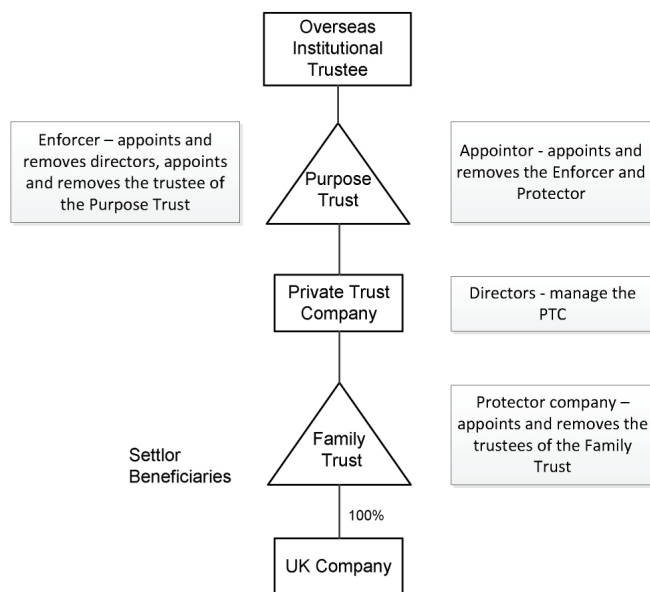 Overseas
Institutional
Trustee
Enforcer – appoints and
removes directors, appoints
and removes the trustee of
the Purpose Trust
Purpose
Trust
Appointor - appoints and
removes the Enforcer and
Protector
Private Trust
Company
Directors - manage the
PTC
Settlor
Beneficiaries
Family
Trust
Protector company –
appoints and removes the
trustees of the Family
Trust
100%
UK Company